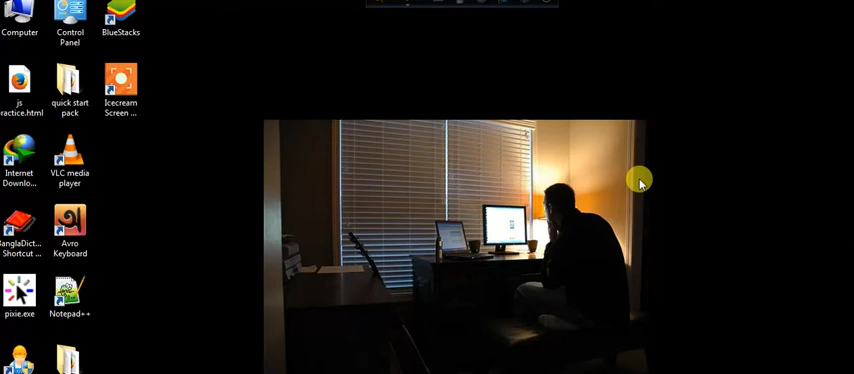 Computer
Control
Panel
BlueStacks
js
ractice.html
quick start
pack
Icecream
Screen ...
Internet
Downlo...
VLC media
player
BanglaDict...
Shortcut ...
অ
Avro
Keyboard
pixie.exe
Notepad++